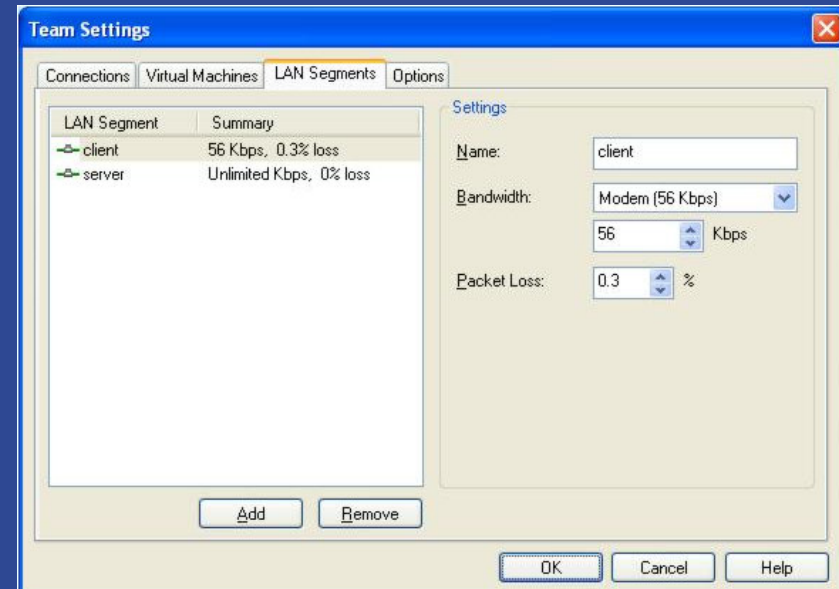 Team Settings
Connections Virtual Machines LAN Segments Options
LAN Segment Summary
client 56 Kbps, 0.3% loss
server Unlimited Kbps, 0% loss
Add Remove
Settings
Name: client
Bandwidth: Modem (56 Kbps)
56 Kbps
Packet Loss: 0.3 %
OK Cancel Help